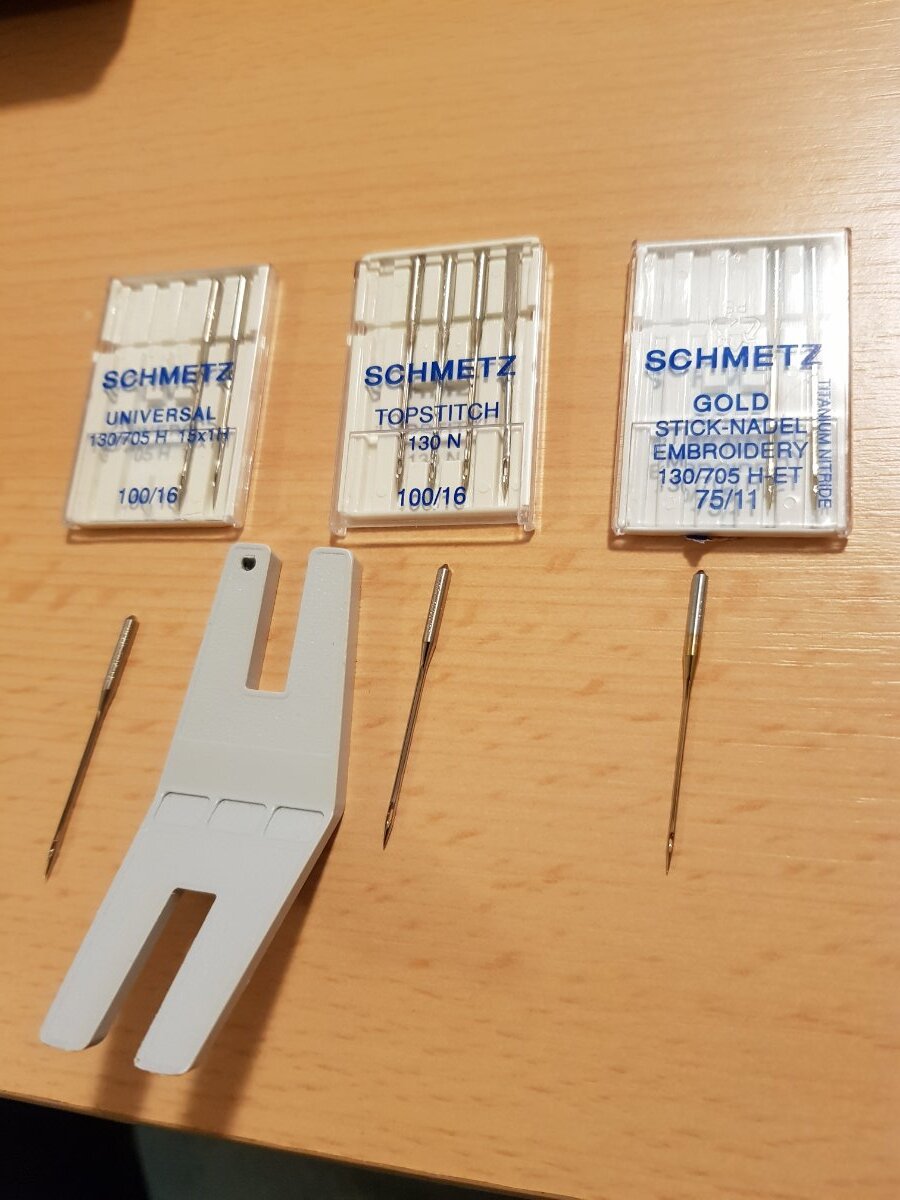 SCHMETZ
UNIVERSAL
130/705 H 15x1H
100/16
SCHMETZ
TOPSTITCH
130 N
100/16
SCHMETZ
GOLD
STICK-NADEL
EMBROIDERY
130/705 H-ET
75/11
TITANIUM NITRIDE